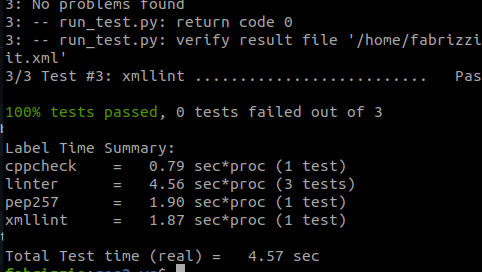 3: No problems found
3: -- run_test.py: return code 0
3: -- run_test.py: verify result file '/home/fabrizzi
it.xml'
3/3 Test #3: xmllint ..........................   Pas
100% tests passed, 0 tests failed out of 3
Label Time Summary:
cppcheck    =   0.79 sec*proc (1 test)
linter      =   4.56 sec*proc (3 tests)
pep257      =   1.90 sec*proc (1 test)
xmllint     =   1.87 sec*proc (1 test)
Total Test time (real) =   4.57 sec